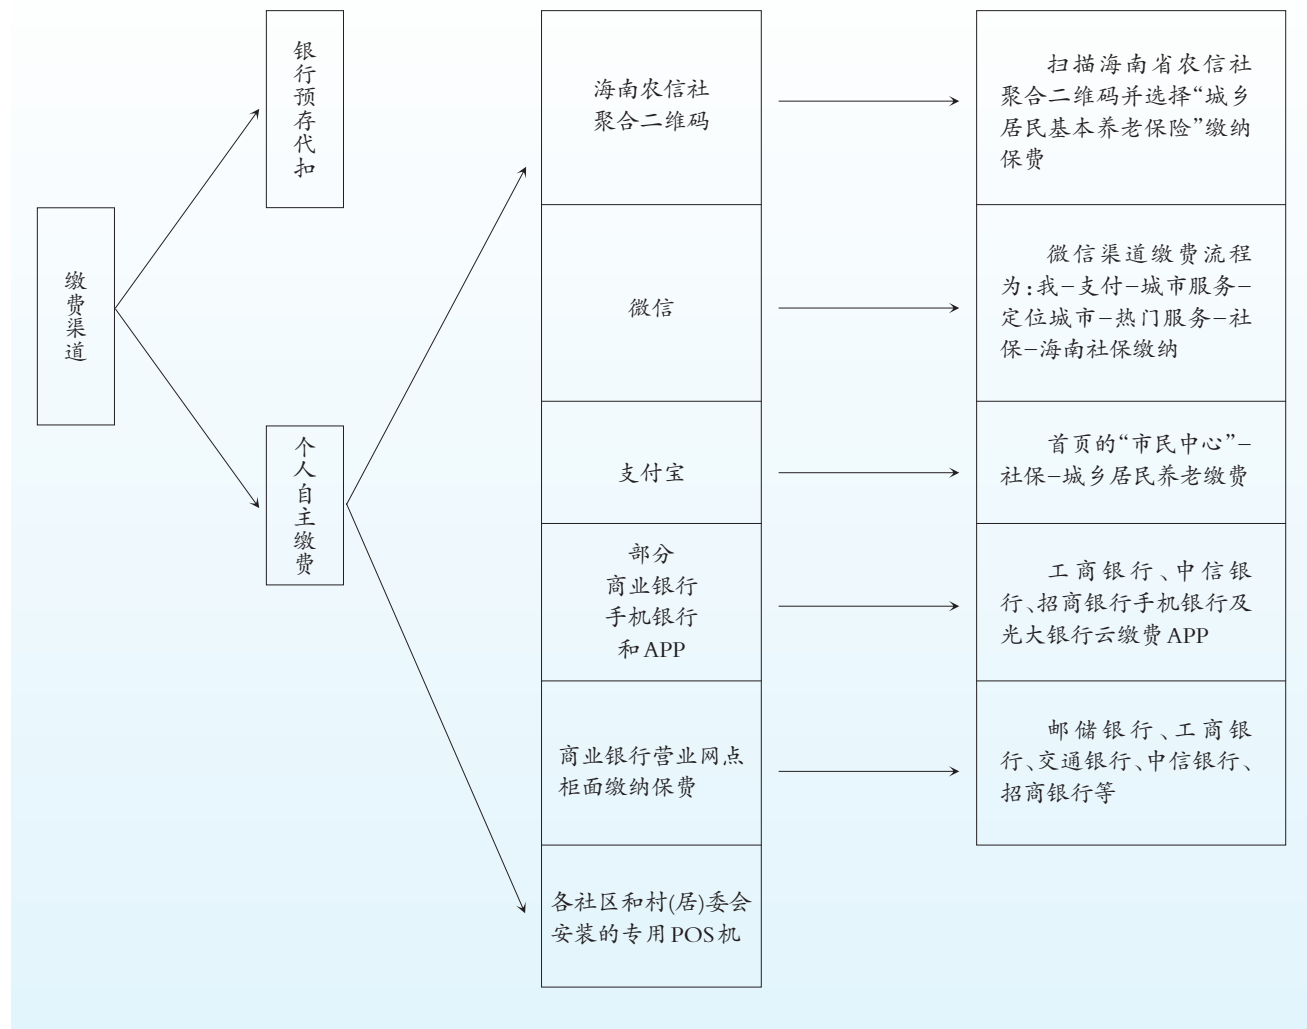 缴费渠道
银行预存代扣
个人自主缴费
海南农信社
聚合二维码
扫描海南省农信社
聚合二维码并选择“城乡
居民基本养老保险”缴纳
保费
微信
微信渠道缴费流程
为:我-支付-城市服务-
定位城市-热门服务-社
保-海南社保缴纳
支付宝
首页的“市民中心”-
社保-城乡居民养老缴费
部分
商业银行
手机银行
和APP
工商银行、中信银
行、招商银行手机银行及
光大银行云缴费APP
商业银行营业网点
柜面缴纳保费
邮储银行、工商银
行、交通银行、中信银行、
招商银行等
各社区和村(居)委会
安装的专用POS机